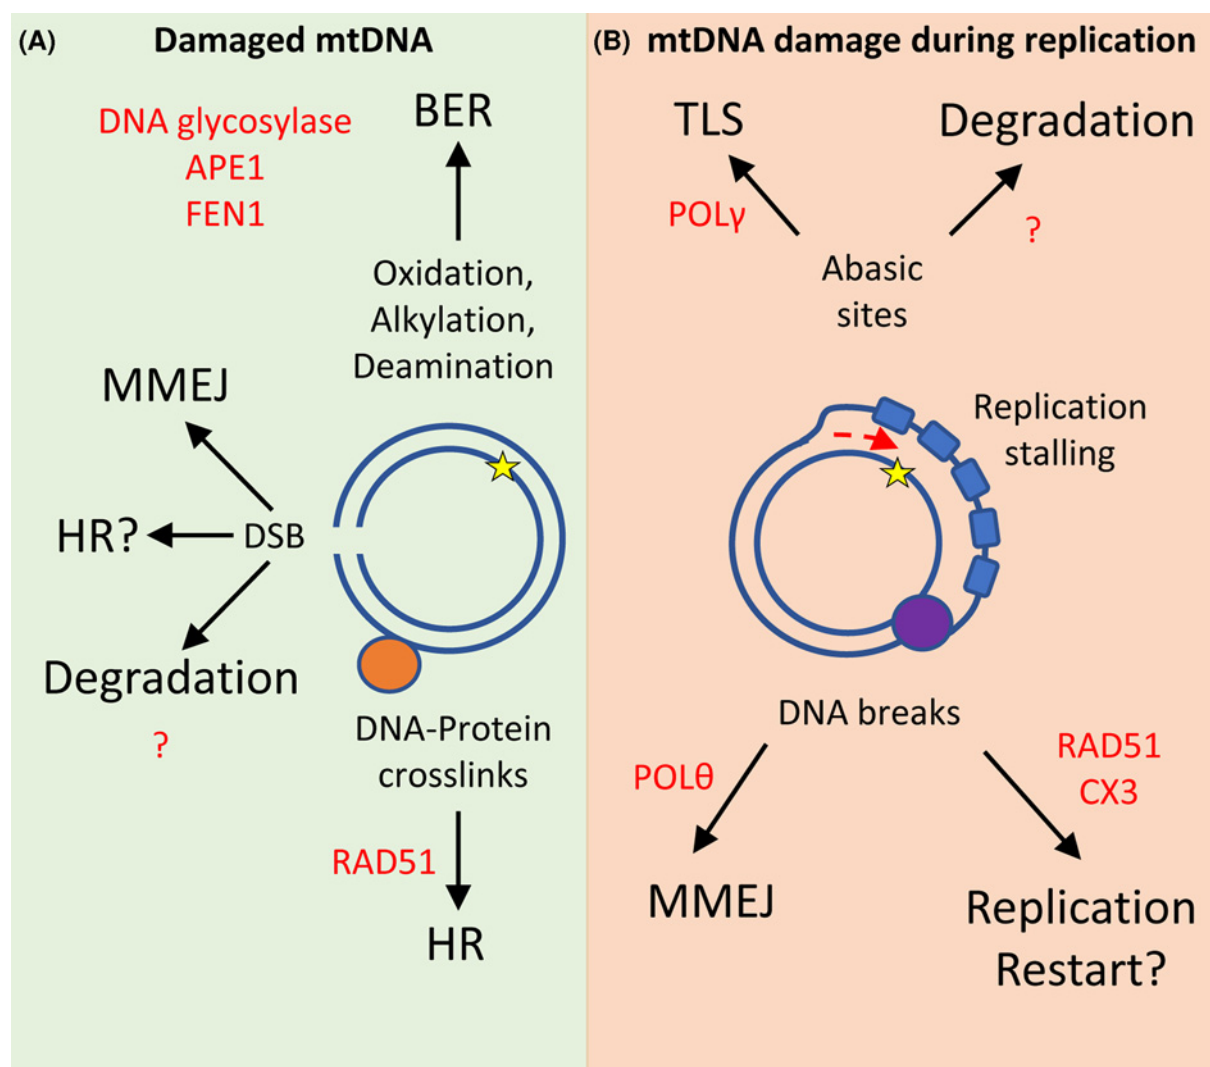 (A) Damaged mtDNA
DNA glycosylase
APE1
FEN1
BER
Oxidation,
Alkylation,
Deamination
MMEJ
HR?
DSB
Degradation
?
DNA-Protein
crosslinks
RAD51
HR
(B) mtDNA damage during replication
TLS
Degradation
POLγ
?
Abasic
sites
Replication
stalling
DNA breaks
POLθ
RAD51
CX3
MMEJ
Replication
Restart?